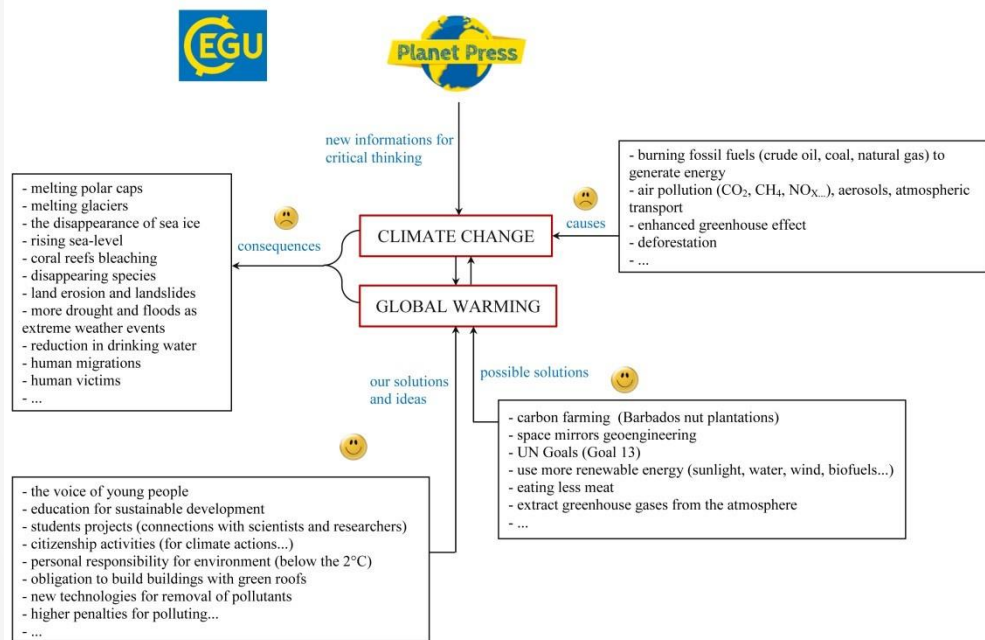 EGU
Planet Press
new informations for
critical thinking
- melting polar caps
- melting glaciers
- the disappearance of sea ice
- rising sea-level
- coral reefs bleaching
- disappearing species
- land erosion and landslides
- more drought and floods as
extreme weather events
- reduction in drinking water
- human migrations
- human victims
- ...
consequences
CLIMATE CHANGE
GLOBAL WARMING
causes
- burning fossil fuels (crude oil, coal, natural gas) to
generate energy
- air pollution (CO₂, CH₄, NOₓ...), aerosols, atmospheric
transport
- enhanced greenhouse effect
- deforestation
- ...
our solutions
and ideas
possible solutions
- carbon farming (Barbados nut plantations)
- space mirrors geoengineering
- UN Goals (Goal 13)
- use more renewable energy (sunlight, water, wind, biofuels...)
- eating less meat
- extract greenhouse gases from the atmosphere
- ...
- the voice of young people
- education for sustainable development
- students projects (connections with scientists and researchers)
- citizenship activities (for climate actions...)
- personal responsibility for environment (below the 2°C)
- obligation to build buildings with green roofs
- new technologies for removal of pollutants
- higher penalties for polluting...
- ...